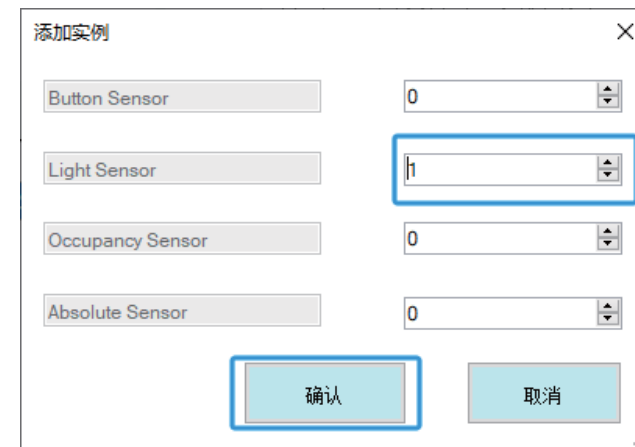 添加实例
Button Sensor 0
Light Sensor 1
Occupancy Sensor 0
Absolute Sensor 0
确认 取消